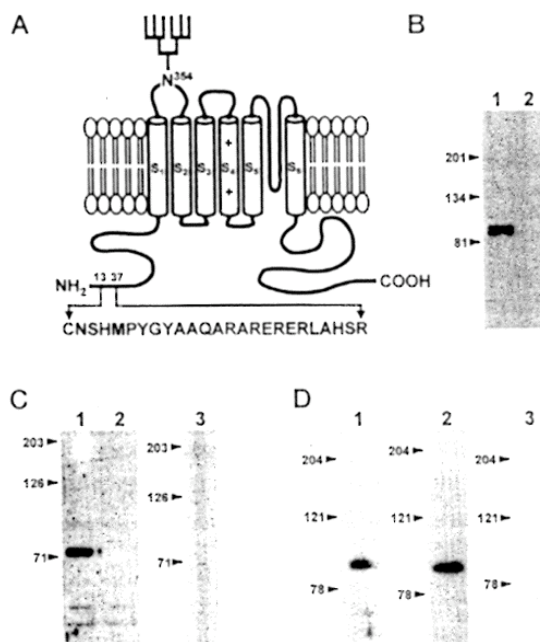 A
N354
S1 S2 S3 S4 S5 S6
+
+
NH2 13 37
COOH
CNSHMPYGYAAQARARERERLAHSR
B
1 2
201
134
81
C
1 2 3
203
126
71
203
126
71
D
1 2 3
204
121
78
204
121
78
204
121
78